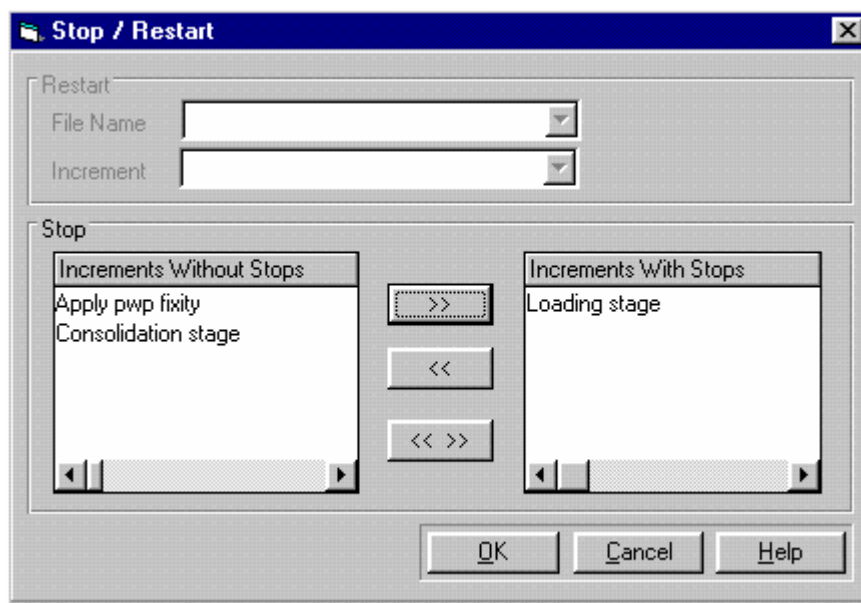 Stop / Restart
Restart
File Name
Increment
Stop
Increments Without Stops
Apply pwp fixity
Consolidation stage
>>
<<
<< >>
Increments With Stops
Loading stage
OK
Cancel
Help